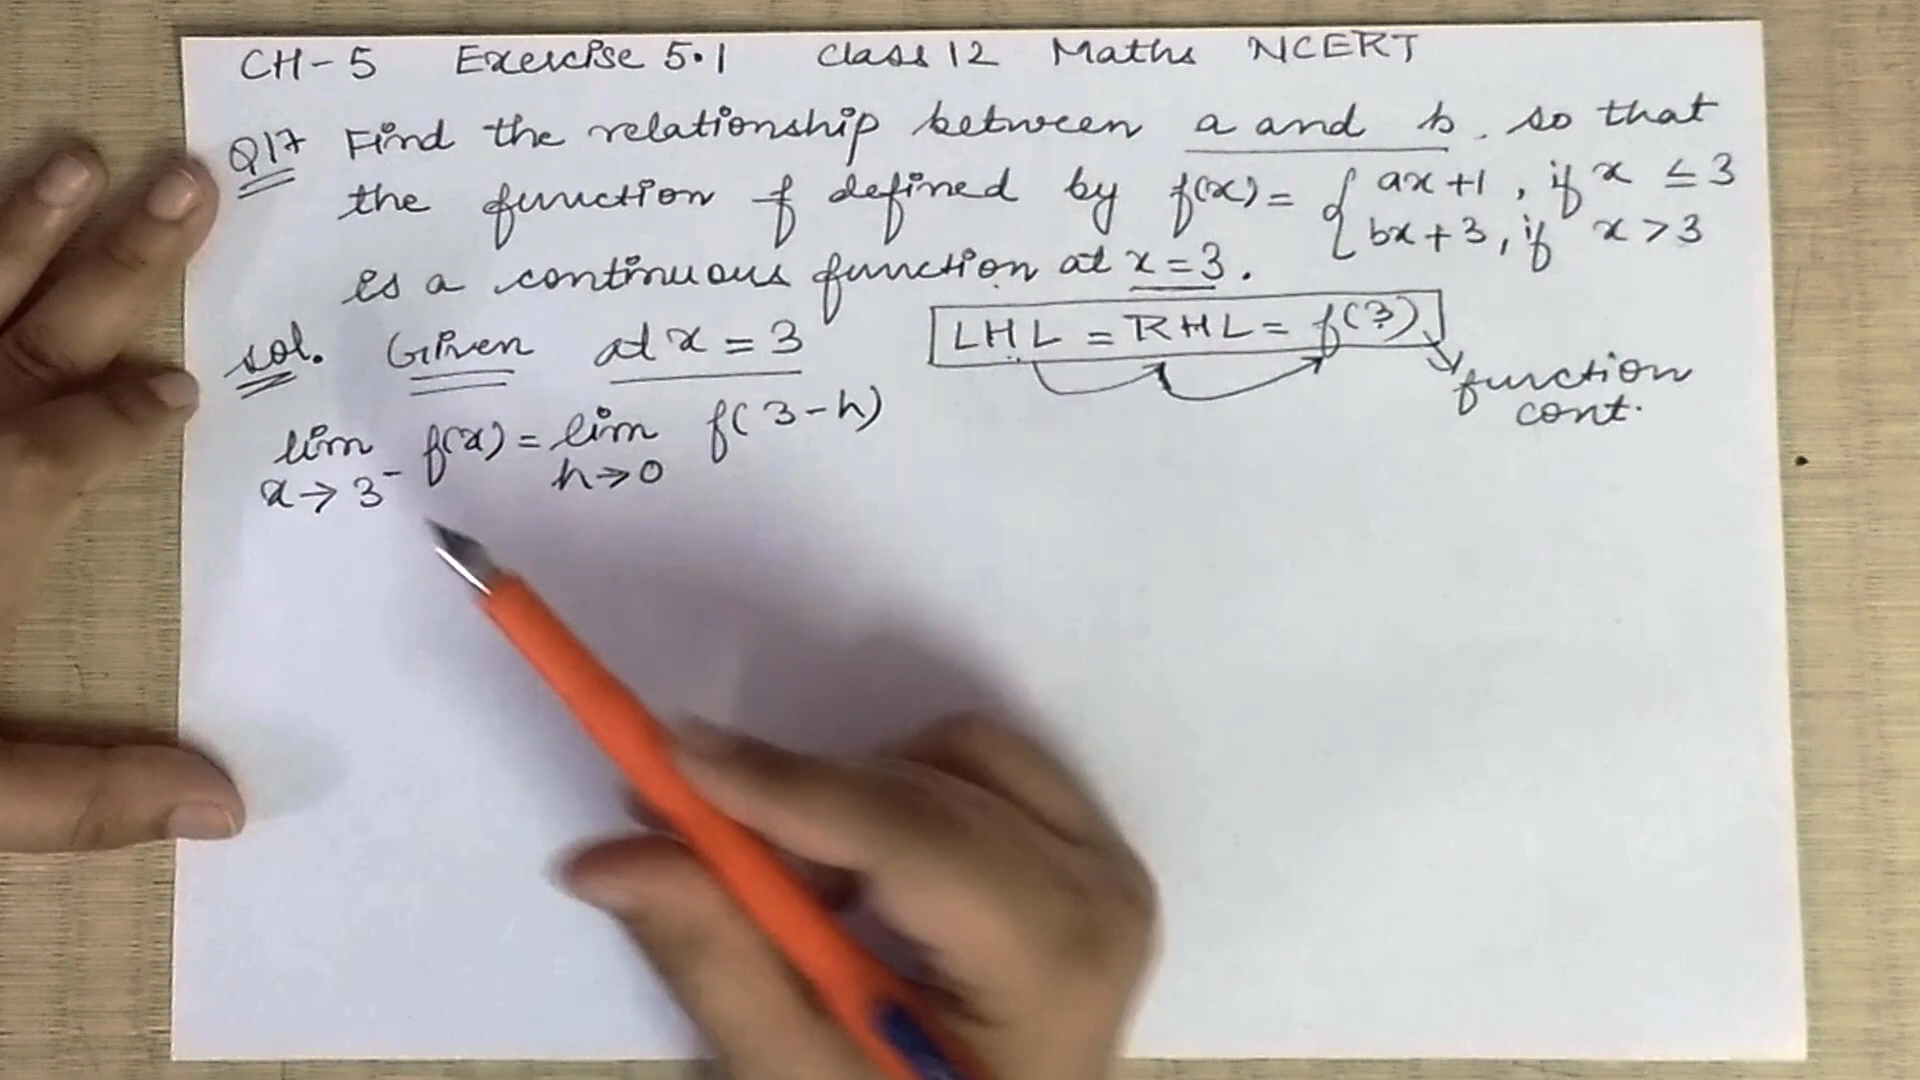 CH-5 Exercise 5.1 Class 12 Maths NCERT
Q17 Find the relationship between a and b, so that
the function f defined by f(x) = { ax+1, if x ≤ 3
bx+3, if x > 3
is a continuous function at x = 3.
Sol. Given at x = 3
LHL = RHL = f(3)
function
cont.
lim f(x) = lim f(3-h)
x → 3⁻ h → 0